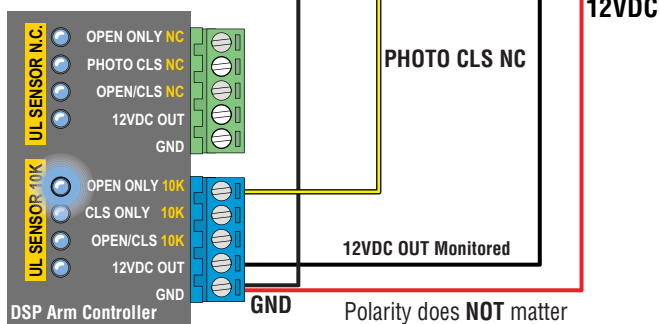 12VDC
UL SENSOR N.C.
OPEN ONLY NC
PHOTO CLS NC
OPEN/CLS NC
12VDC OUT
GND
PHOTO CLS NC
UL SENSOR 10K
OPEN ONLY 10K
CLS ONLY 10K
OPEN/CLS 10K
12VDC OUT
GND
DSP Arm Controller
12VDC OUT Monitored
GND
Polarity does NOT matter